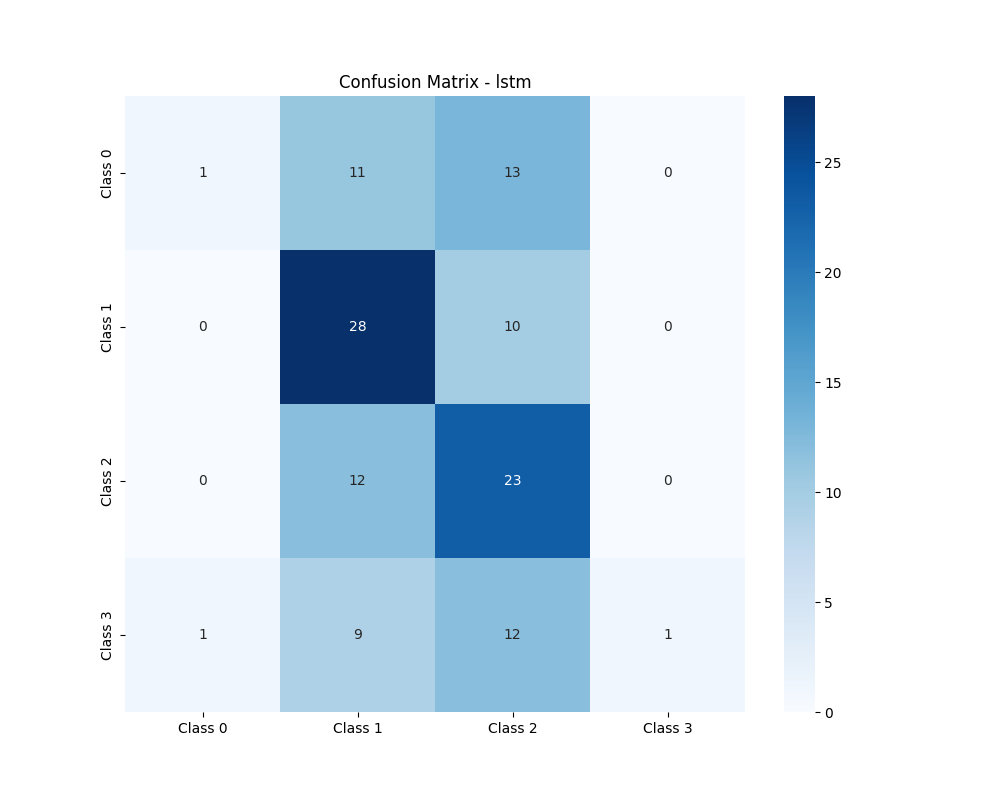 Confusion Matrix - lstm
Class 0
1 11 13 0
Class 1
0 28 10 0
Class 2
0 12 23 0
Class 3
1 9 12 1
Class 0 Class 1 Class 2 Class 3
25
20
15
10
5
0